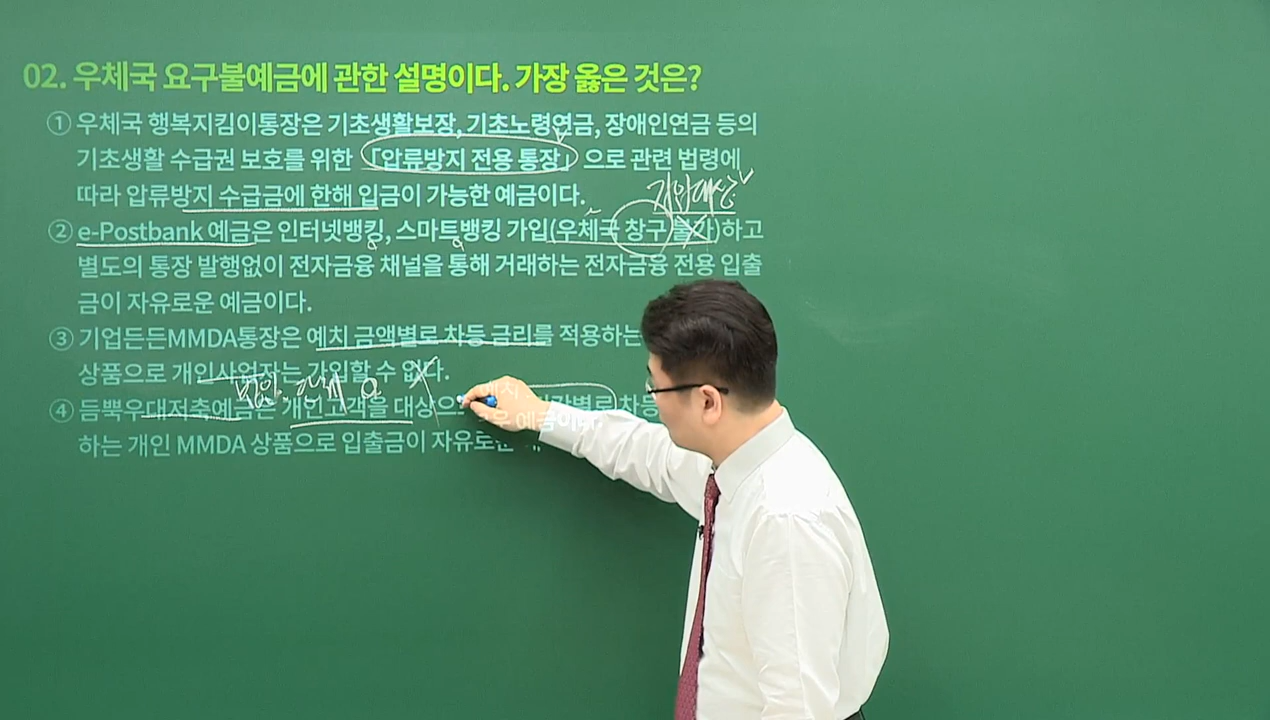 02. 우체국 요구불예금에 관한 설명이다. 가장 옳은 것은?
① 우체국 행복지킴이통장은 기초생활보장, 기초노령연금, 장애인연금 등의
기초생활 수급권 보호를 위한 「압류방지 전용 통장」 으로 관련 법령에
따라 압류방지 수급금에 한해 입금이 가능한 예금이다.
② e-Postbank 예금은 인터넷뱅킹, 스마트뱅킹 가입(우체국 창구 불가)하고
별도의 통장 발행없이 전자금융 채널을 통해 거래하는 전자금융 전용 입출
금이 자유로운 예금이다.
③ 기업든든MMDA통장은 예치 금액별로 차등 금리를 적용하는
상품으로 개인사업자는 가입할 수 없다.
법인, 단체 O X
④ 듬뿍우대저축예금은 개인고객을 대상으 예치 별로 차등
하는 개인 MMDA 상품으로 입출금이 자유로운 예